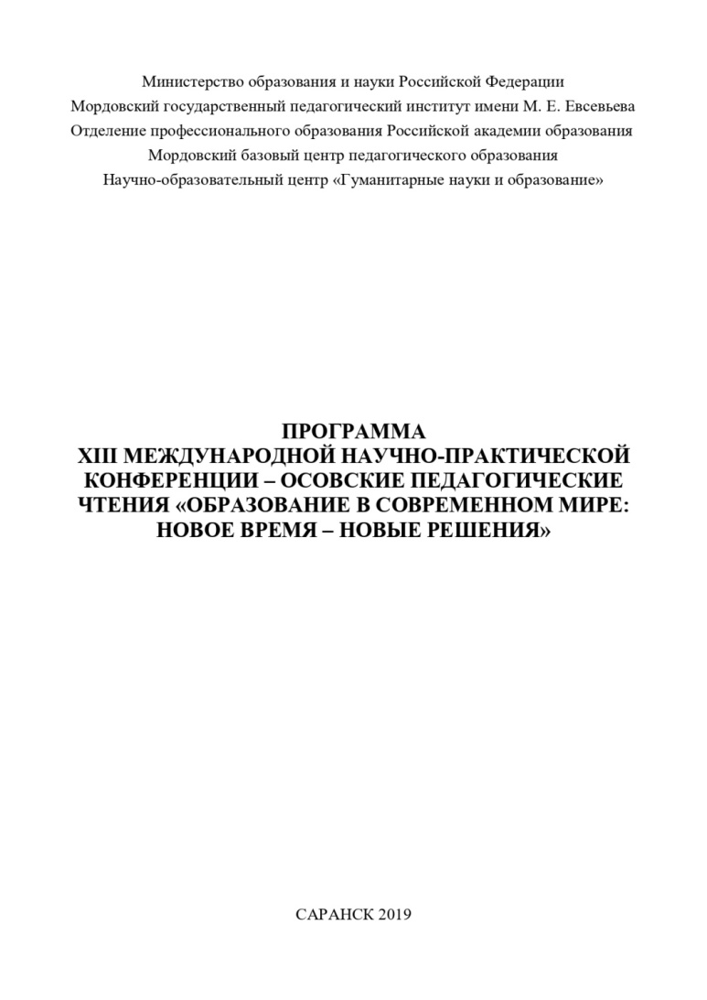 Министерство образования и науки Российской Федерации
Мордовский государственный педагогический институт имени М. Е. Евсевьева
Отделение профессионального образования Российской академии образования
Мордовский базовый центр педагогического образования
Научно-образовательный центр «Гуманитарные науки и образование»
ПРОГРАММА
XIII МЕЖДУНАРОДНОЙ НАУЧНО-ПРАКТИЧЕСКОЙ
КОНФЕРЕНЦИИ – ОСОВСКИЕ ПЕДАГОГИЧЕСКИЕ
ЧТЕНИЯ «ОБРАЗОВАНИЕ В СОВРЕМЕННОМ МИРЕ:
НОВОЕ ВРЕМЯ – НОВЫЕ РЕШЕНИЯ»
САРАНСК 2019